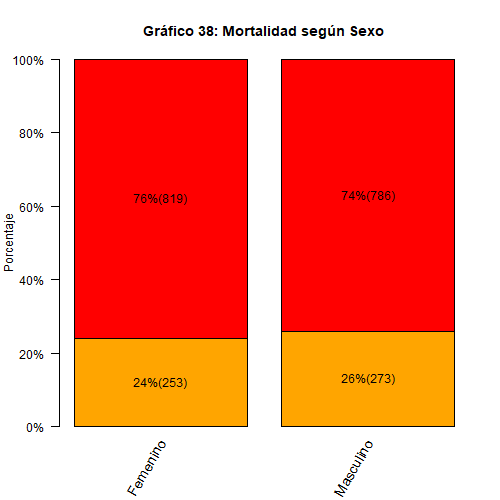 Gráfico 38: Mortalidad según Sexo
100%
80%
60%
40%
20%
0%
Porcentaje
76%(819)
74%(786)
24%(253)
26%(273)
Femenino
Masculino